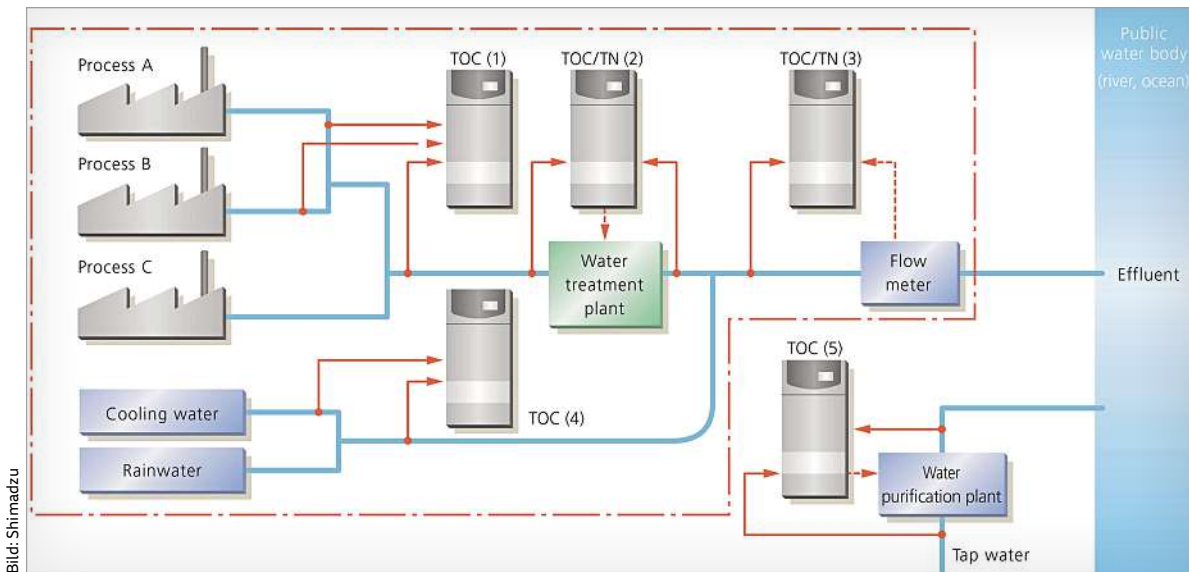 Process A
TOC (1)
TOC/TN (2)
TOC/TN (3)
Public
water body
(river, ocean)
Process B
Process C
Water
treatment
plant
Flow
meter
Effluent
TOC (5)
Cooling water
TOC (4)
Rainwater
Water
purification plant
Tap water
Bild: Shimadzu